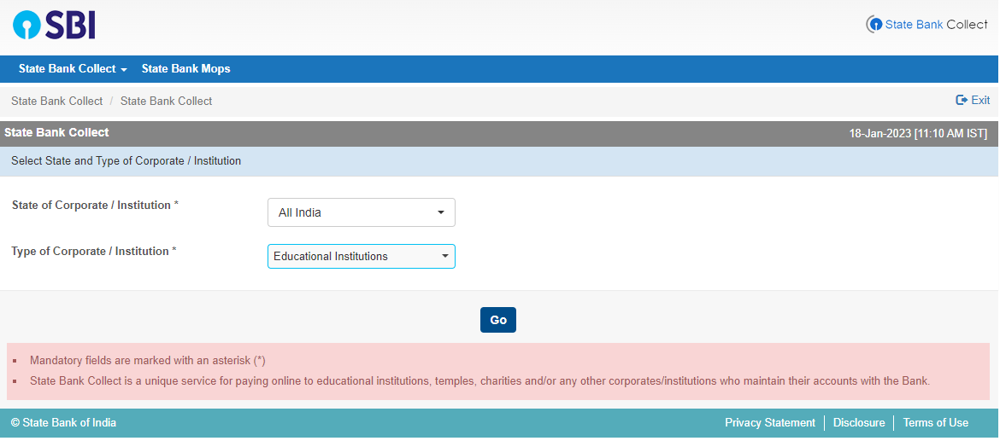 SBI
State Bank Collect
State Bank Collect State Bank Mops
State Bank Collect / State Bank Collect
Exit
State Bank Collect
18-Jan-2023 [11:10 AM IST]
Select State and Type of Corporate / Institution
State of Corporate / Institution *
All India
Type of Corporate / Institution *
Educational Institutions
Go
Mandatory fields are marked with an asterisk (*)
State Bank Collect is a unique service for paying online to educational institutions, temples, charities and/or any other corporates/institutions who maintain their accounts with the Bank.
© State Bank of India
Privacy Statement | Disclosure | Terms of Use